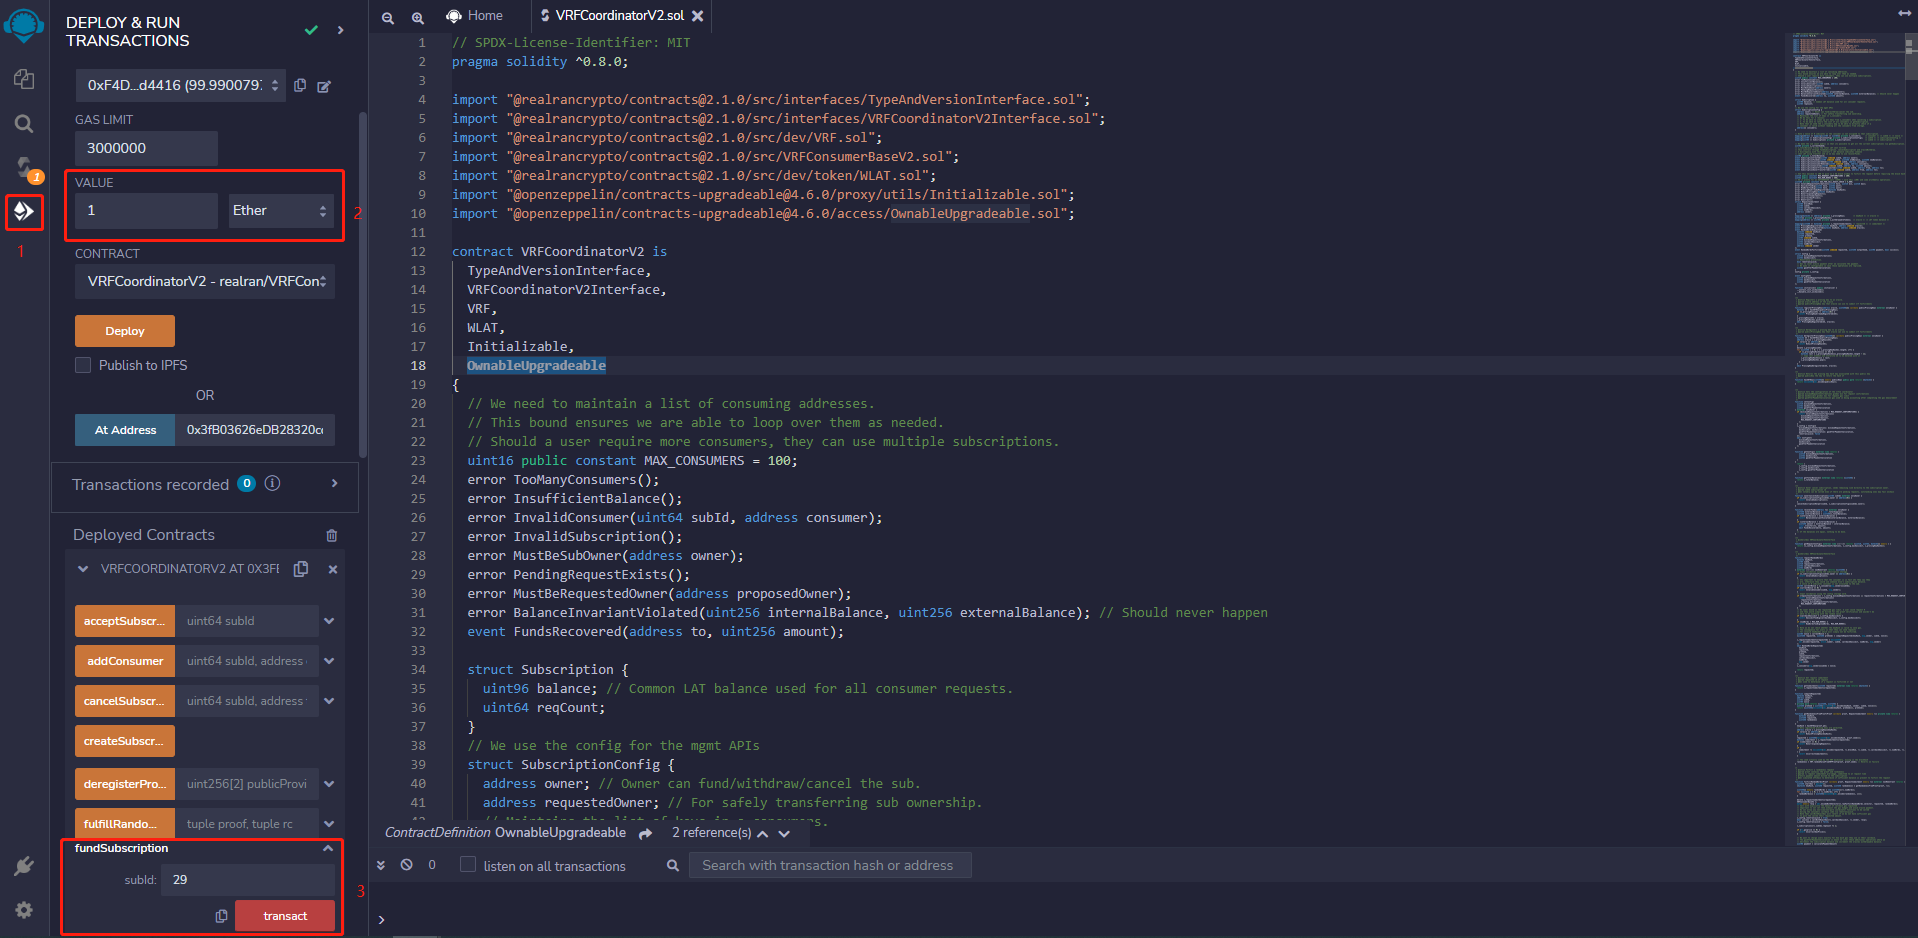 DEPLOY & RUN
TRANSACTIONS
0xF4D...d4416 (99.9900797
GAS LIMIT
3000000
VALUE
1
Ether
2
1
1
CONTRACT
VRFCoordinatorV2 - realran/VRFCon
Deploy
Publish to IPFS
OR
At Address
0x3fB03626eDB28320c
Transactions recorded 0
Deployed Contracts
VRFCOORDINATORV2 AT 0X3FE
acceptSubscr... uint64 subId
addConsumer uint64 subId, address
cancelSubscr... uint64 subId, address
createSubscr...
deregisterPro... uint256[2] publicProvi
fulfillRando... tuple proof, tuple rc
fundSubscription
subId: 29
3
transact
Home
VRFCoordinatorV2.sol
1 // SPDX-License-Identifier: MIT
2 pragma solidity ^0.8.0;
3
4 import "@realrancrypto/contracts@2.1.0/src/interfaces/TypeAndVersionInterface.sol";
5 import "@realrancrypto/contracts@2.1.0/src/interfaces/VRFCoordinatorV2Interface.sol";
6 import "@realrancrypto/contracts@2.1.0/src/dev/VRF.sol";
7 import "@realrancrypto/contracts@2.1.0/src/VRFConsumerBaseV2.sol";
8 import "@realrancrypto/contracts@2.1.0/src/dev/token/WLAT.sol";
9 import "@openzeppelin/contracts-upgradeable@4.6.0/proxy/utils/Initializable.sol";
10 import "@openzeppelin/contracts-upgradeable@4.6.0/access/OwnableUpgradeable.sol";
11
12 contract VRFCoordinatorV2 is
13 TypeAndVersionInterface,
14 VRFCoordinatorV2Interface,
15 VRF,
16 WLAT,
17 Initializable,
18 OwnableUpgradeable
19 {
20 // We need to maintain a list of consuming addresses.
21 // This bound ensures we are able to loop over them as needed.
22 // Should a user require more consumers, they can use multiple subscriptions.
23 uint16 public constant MAX_CONSUMERS = 100;
24 error TooManyConsumers();
25 error InsufficientBalance();
26 error InvalidConsumer(uint64 subId, address consumer);
27 error InvalidSubscription();
28 error MustBeSubOwner(address owner);
29 error PendingRequestExists();
30 error MustBeRequestedOwner(address proposedOwner);
31 error BalanceInvariantViolated(uint256 internalBalance, uint256 externalBalance); // Should never happen
32 event FundsRecovered(address to, uint256 amount);
33
34 struct Subscription {
35 uint96 balance; // Common LAT balance used for all consumer requests.
36 uint64 reqCount;
37 }
38 // We use the config for the mgmt APIs
39 struct SubscriptionConfig {
40 address owner; // Owner can fund/withdraw/cancel the sub.
41 address requestedOwner; // For safely transferring sub ownership.
ContractDefinition OwnableUpgradeable 2 reference(s)
0 listen on all transactions Search with transaction hash or address
>